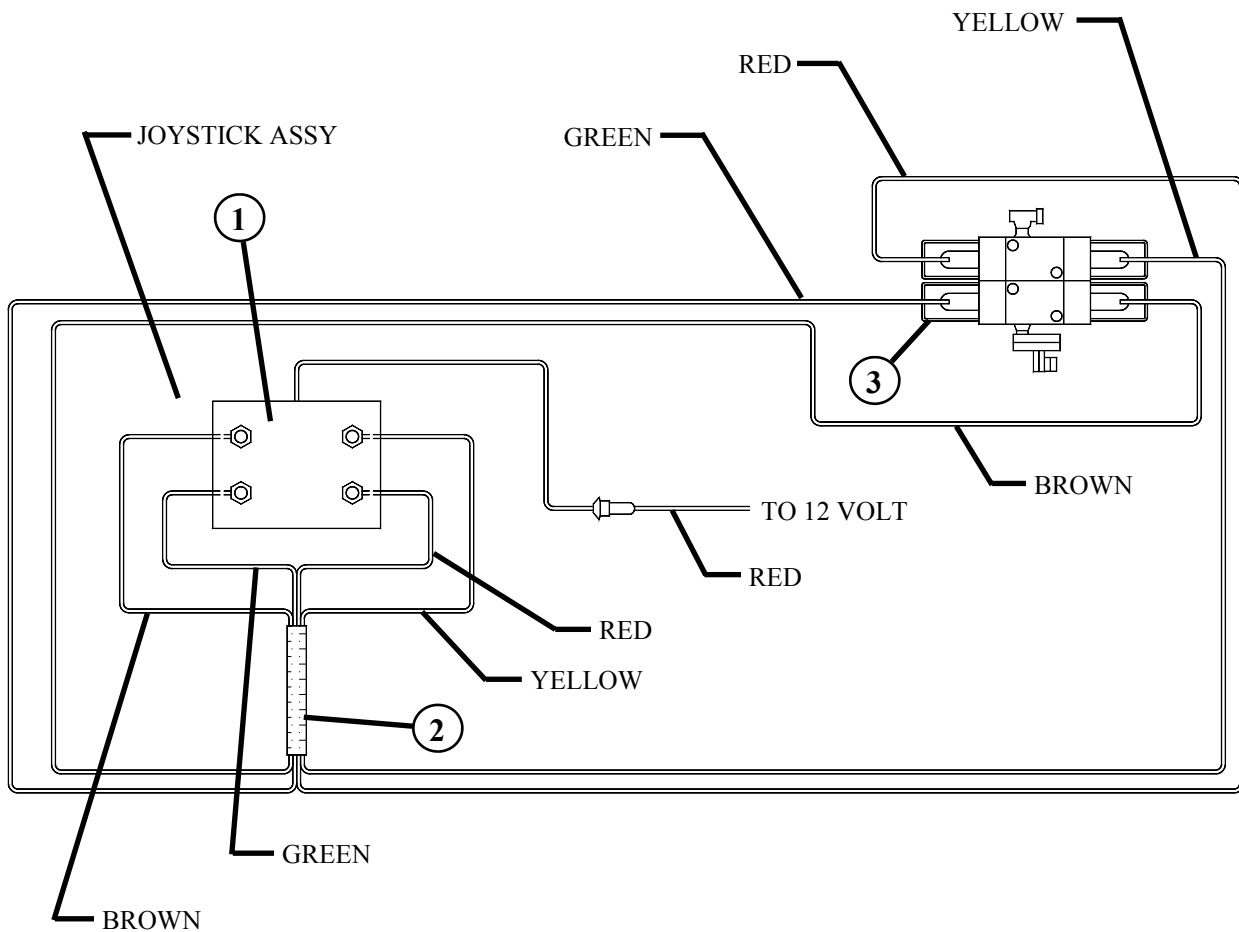 YELLOW
RED
JOYSTICK ASSY
GREEN
1
3
BROWN
TO 12 VOLT
RED
RED
YELLOW
2
GREEN
BROWN